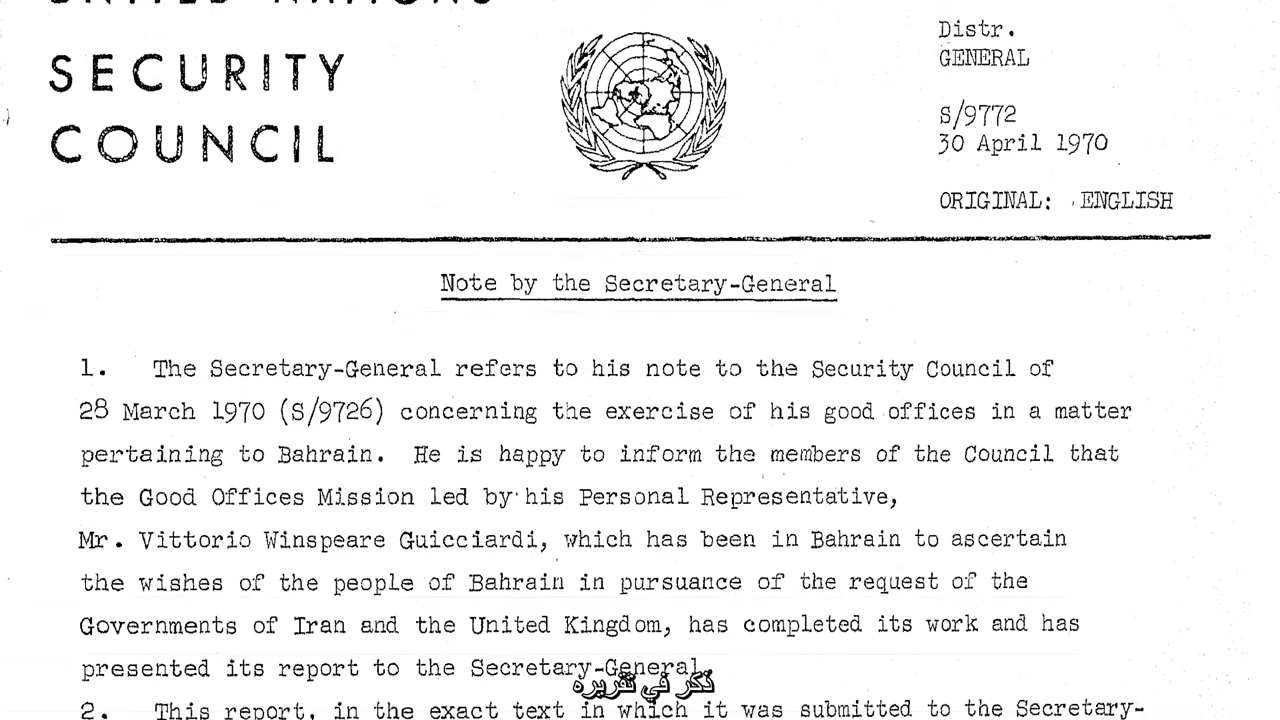 UNITED NATIONS
SECURITY
COUNCIL
Distr.
GENERAL
S/9772
30 April 1970
ORIGINAL: ENGLISH
Note by the Secretary-General
1. The Secretary-General refers to his note to the Security Council of
28 March 1970 (S/9726) concerning the exercise of his good offices in a matter
pertaining to Bahrain. He is happy to inform the members of the Council that
the Good Offices Mission led by his Personal Representative,
Mr. Vittorio Winspeare Guicciardi, which has been in Bahrain to ascertain
the wishes of the people of Bahrain in pursuance of the request of the
Governments of Iran and the United Kingdom, has completed its work and has
presented its report to the Secretary-General.
ذكر في تقريره
2. This report, in the exact text in which it was submitted to the Secretary-